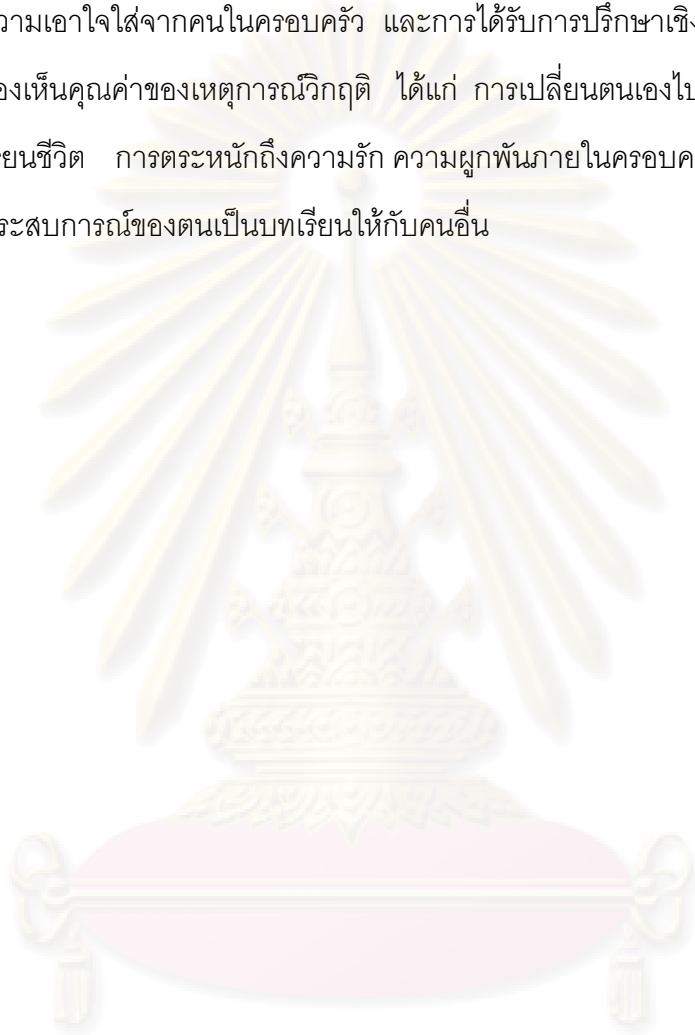 ความเอาใจใส่จากคนในครอบครัว และการได้รับการปรึกษาเชิง
องเห็นคุณค่าของเหตุการณ์วิกฤติ ได้แก่ การเปลี่ยนตนเองไป
ยนชีวิต การตระหนักถึงความรัก ความผูกพันภายในครอบค
ระสบการณ์ของตนเป็นบทเรียนให้กับคนอื่น